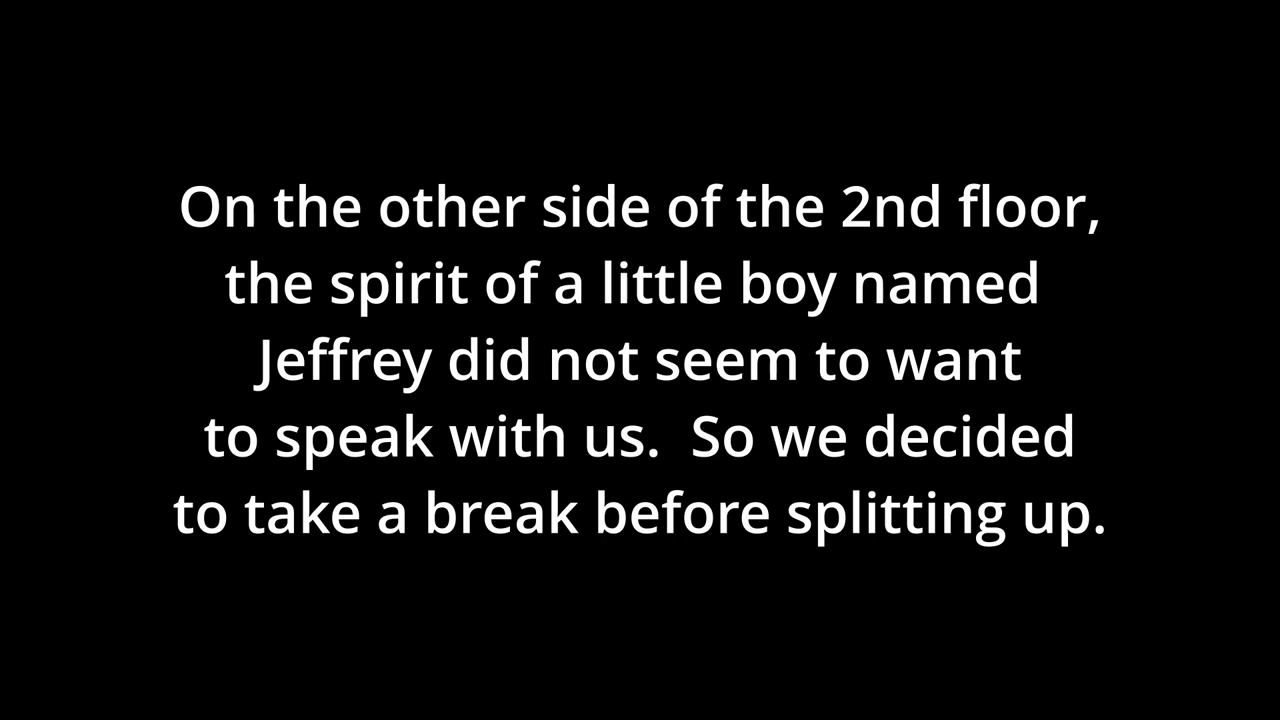 On the other side of the 2nd floor,
the spirit of a little boy named
Jeffrey did not seem to want
to speak with us.  So we decided
to take a break before splitting up.